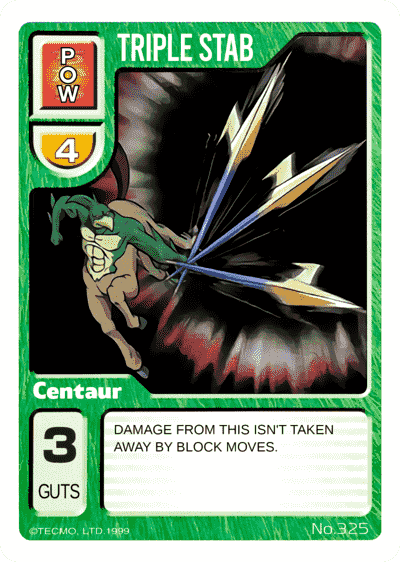 TRIPLE STAB
POW
4
Centaur
3
GUTS
DAMAGE FROM THIS ISN'T TAKEN
AWAY BY BLOCK MOVES.
©TECMO, LTD.1999
No.325